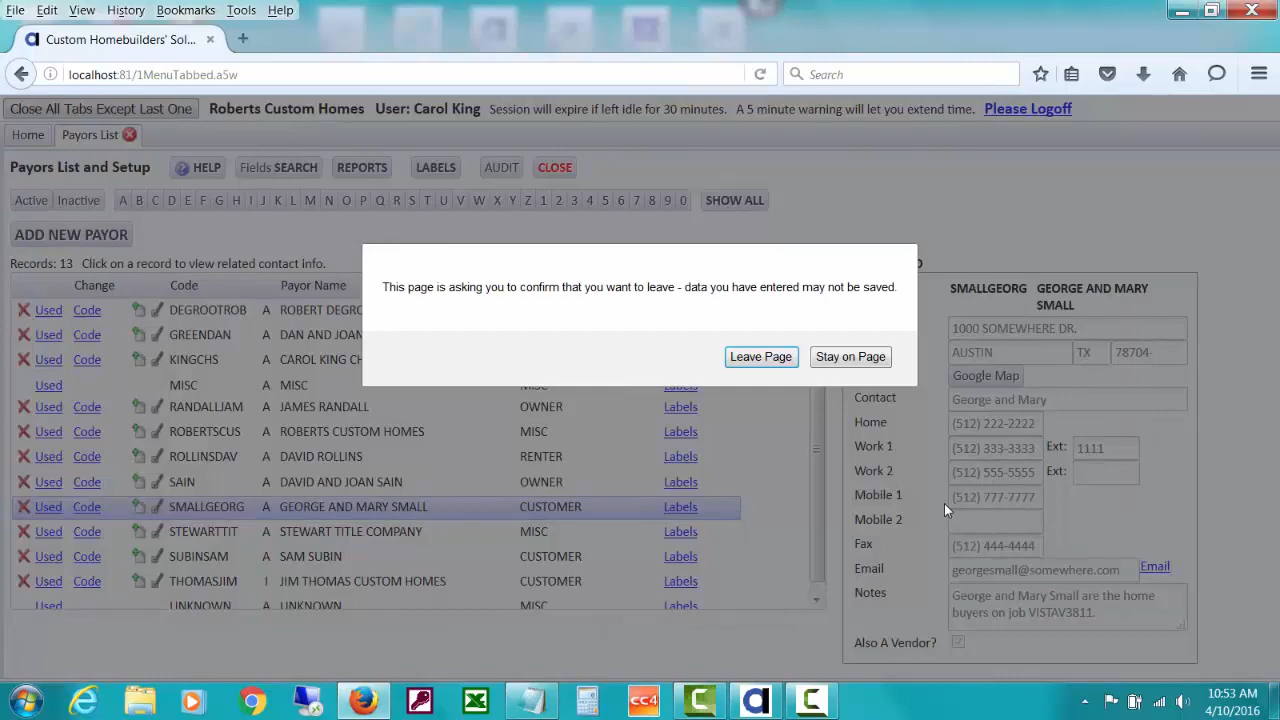 File Edit View History Bookmarks Tools Help
Custom Homebuilders' Sol...
localhost:81/1MenuTabbed.a5w
Search
Close All Tabs Except Last One Roberts Custom Homes User: Carol King Session will expire if left idle for 30 minutes. A 5 minute warning will let you extend time. Please Logoff
Home Payors List
Payors List and Setup HELP Fields SEARCH REPORTS LABELS AUDIT CLOSE
Active Inactive A B C D E F G H I J K L M N O P Q R S T U V W X Y Z 1 2 3 4 5 6 7 8 9 0 SHOW ALL
ADD NEW PAYOR
Records: 13 Click on a record to view related contact info.
Change Code Payor Name
Used Code DEGROOTROB A ROBERT DEGRO
Used Code GREENDAN A DAN AND JOAN
Used Code KINGCHS A CAROL KING CH
Used MISC A MISC Labels
Used Code RANDALLJAM A JAMES RANDALL OWNER Labels
Used Code ROBERTSCUS A ROBERTS CUSTOM HOMES MISC Labels
Used Code ROLLINSDAV A DAVID ROLLINS RENTER Labels
Used Code SAIN A DAVID AND JOAN SAIN OWNER Labels
Used Code SMALLGEORG A GEORGE AND MARY SMALL CUSTOMER Labels
Used Code STEWARTTIT A STEWART TITLE COMPANY MISC Labels
Used Code SUBINSAM A SAM SUBIN CUSTOMER Labels
Used Code THOMASJIM I JIM THOMAS CUSTOM HOMES CUSTOMER Labels
Used UNKNOWN A UNKNOWN MISC Labels
This page is asking you to confirm that you want to leave - data you have entered may not be saved.
Leave Page Stay on Page
SMALLGEORG GEORGE AND MARY
SMALL
1000 SOMEWHERE DR.
AUSTIN TX 78704-
Google Map
Contact George and Mary
Home (512) 222-2222
Work 1 (512) 333-3333 Ext: 1111
Work 2 (512) 555-5555 Ext:
Mobile 1 (512) 777-7777
Mobile 2
Fax (512) 444-4444
Email georgesmall@somewhere.com Email
Notes George and Mary Small are the home
buyers on job VISTAV3811.
Also A Vendor?
CC4
10:53 AM
4/10/2016